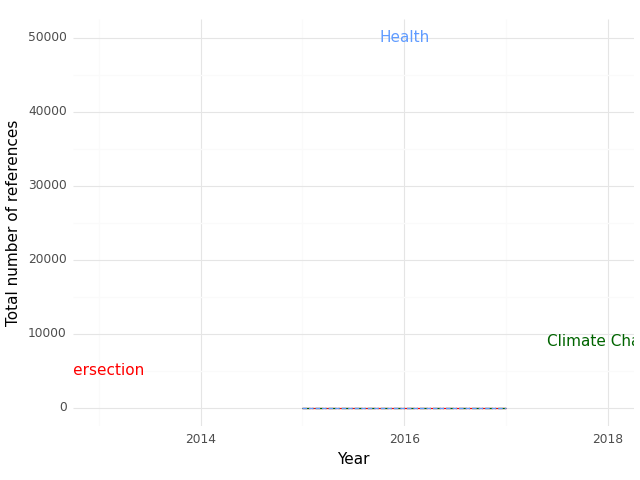 50000
Health
40000
30000
20000
10000
Climate Cha
ersection
0
2014
2016
2018
Year
Total number of references